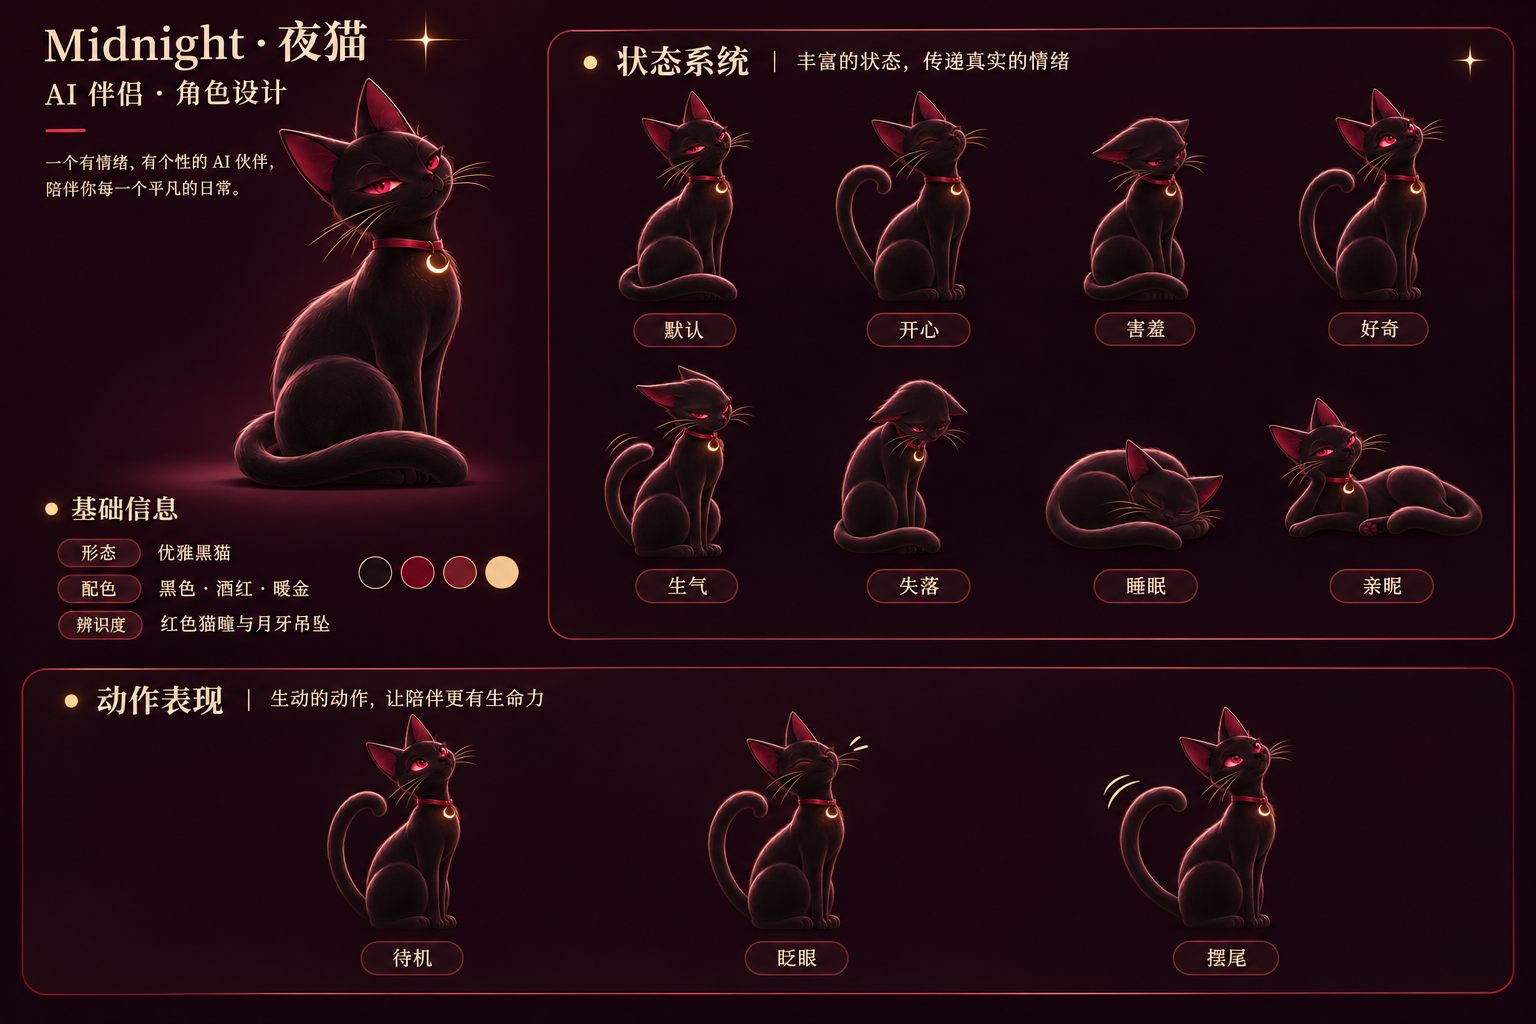 Midnight · 夜猫
AI 伴侣 · 角色设计
一个有情绪, 有个性的 AI 伙伴,
陪伴你每一个平凡的日常。
基础信息
形态 优雅黑猫
配色 黑色 · 酒红 · 暖金
辨识度 红色猫瞳与月牙吊坠
状态系统 | 丰富的状态，传递真实的情绪
默认 开心 害羞 好奇
生气 失落 睡眠 亲昵
动作表现 | 生动的动作，让陪伴更有生命力
待机 眨眼 摆尾